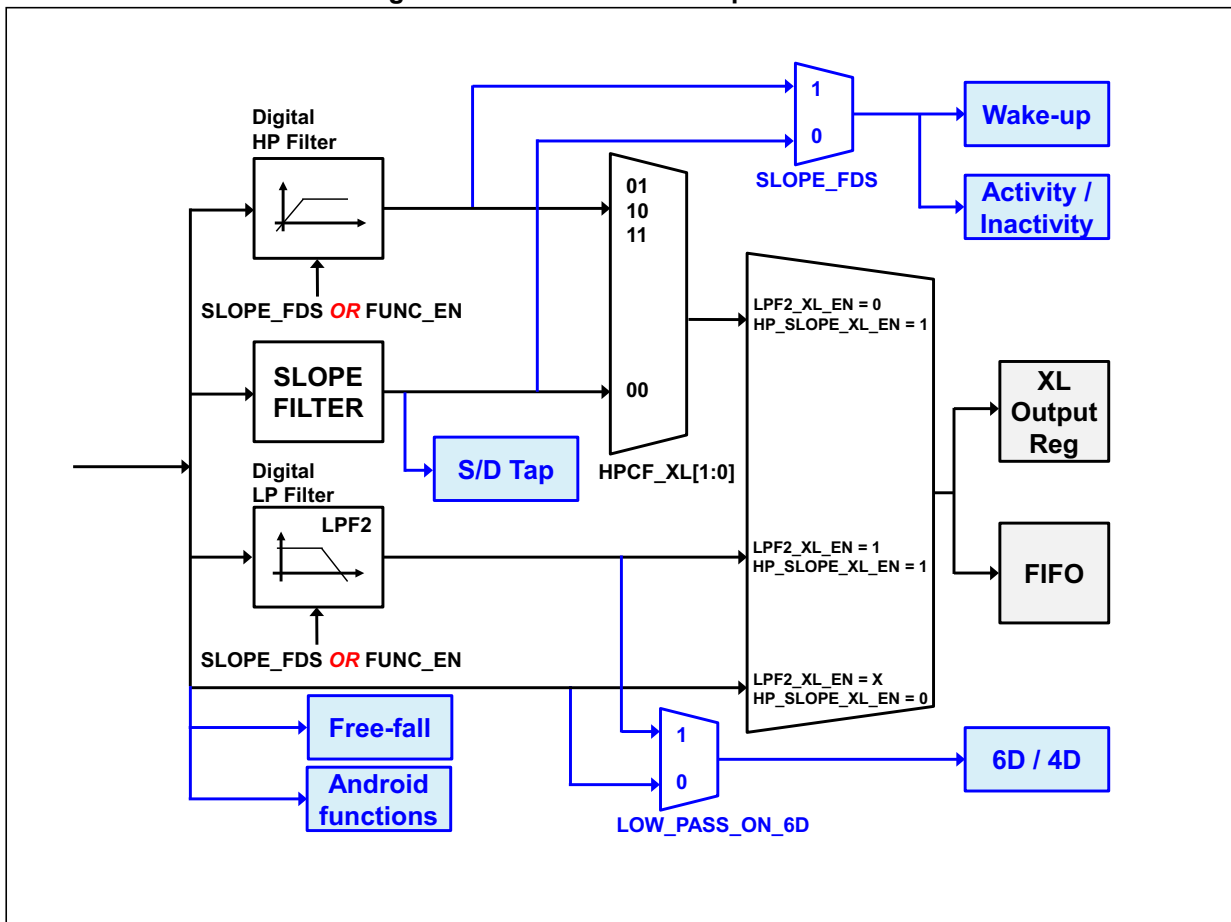 Digital
HP Filter
SLOPE_FDS OR FUNC_EN
SLOPE
FILTER
S/D Tap
Digital
LP Filter
LPF2
SLOPE_FDS OR FUNC_EN
Free-fall
Android
functions
01
10
11
00
HPCF_XL[1:0]
1
0
SLOPE_FDS
Wake-up
Activity /
Inactivity
LPF2_XL_EN = 0
HP_SLOPE_XL_EN = 1
LPF2_XL_EN = 1
HP_SLOPE_XL_EN = 1
LPF2_XL_EN = X
HP_SLOPE_XL_EN = 0
XL
Output
Reg
FIFO
1
0
LOW_PASS_ON_6D
6D / 4D